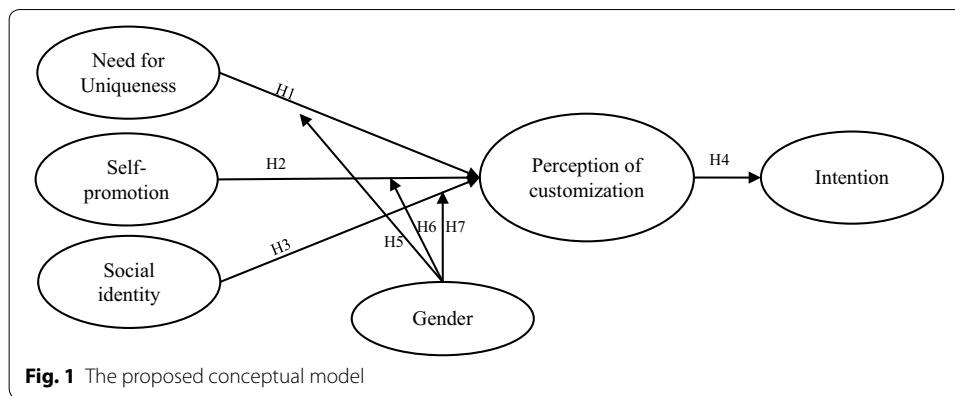 Need for
Uniqueness
H1
Self-
promotion
H2
Perception of
customization
H4
Intention
H3
H5
H6
H7
Social
identity
Gender
Fig. 1 The proposed conceptual model